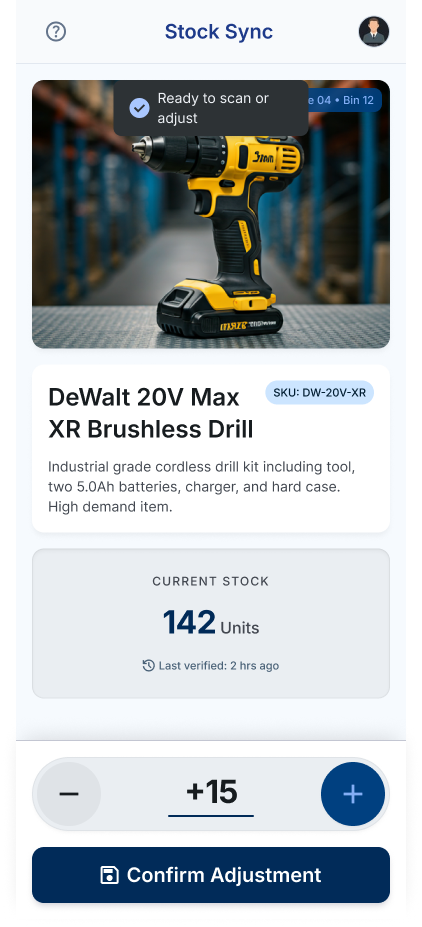 Stock Sync
Ready to scan or
adjust
04 • Bin 12
DeWalt 20V Max
XR Brushless Drill
SKU: DW-20V-XR
Industrial grade cordless drill kit including tool,
two 5.0Ah batteries, charger, and hard case.
High demand item.
CURRENT STOCK
142 Units
Last verified: 2 hrs ago
+15
Confirm Adjustment